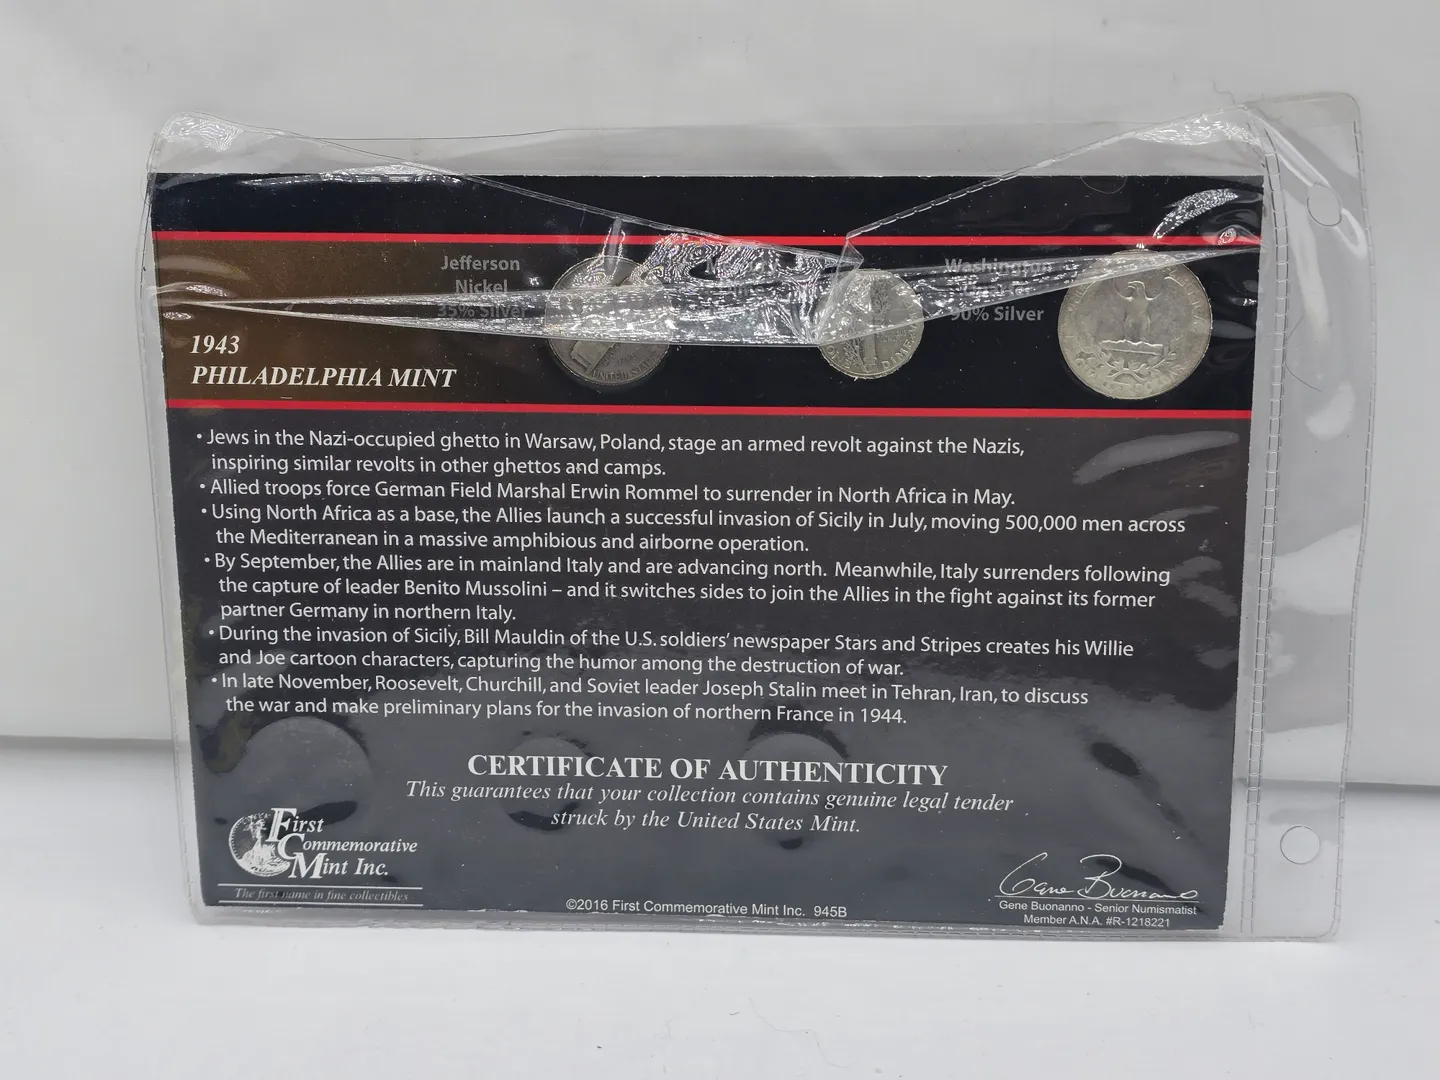 Jefferson
Nickel
35% Silver
Washington
90% Silver
1943
PHILADELPHIA MINT
UNITED STATES
DIME
• Jews in the Nazi-occupied ghetto in Warsaw, Poland, stage an armed revolt against the Nazis,
inspiring similar revolts in other ghettos and camps.
• Allied troops force German Field Marshal Erwin Rommel to surrender in North Africa in May.
• Using North Africa as a base, the Allies launch a successful invasion of Sicily in July, moving 500,000 men across
the Mediterranean in a massive amphibious and airborne operation.
• By September, the Allies are in mainland Italy and are advancing north. Meanwhile, Italy surrenders following
the capture of leader Benito Mussolini – and it switches sides to join the Allies in the fight against its former
partner Germany in northern Italy.
• During the invasion of Sicily, Bill Mauldin of the U.S. soldiers' newspaper Stars and Stripes creates his Willie
and Joe cartoon characters, capturing the humor among the destruction of war.
• In late November, Roosevelt, Churchill, and Soviet leader Joseph Stalin meet in Tehran, Iran, to discuss
the war and make preliminary plans for the invasion of northern France in 1944.
CERTIFICATE OF AUTHENTICITY
This guarantees that your collection contains genuine legal tender
struck by the United States Mint.
First
Commemorative
Mint Inc.
The first name in fine collectibles
©2016 First Commemorative Mint Inc. 945B
Gene Buonanno
Gene Buonanno - Senior Numismatist
Member A.N.A. #R-1218221